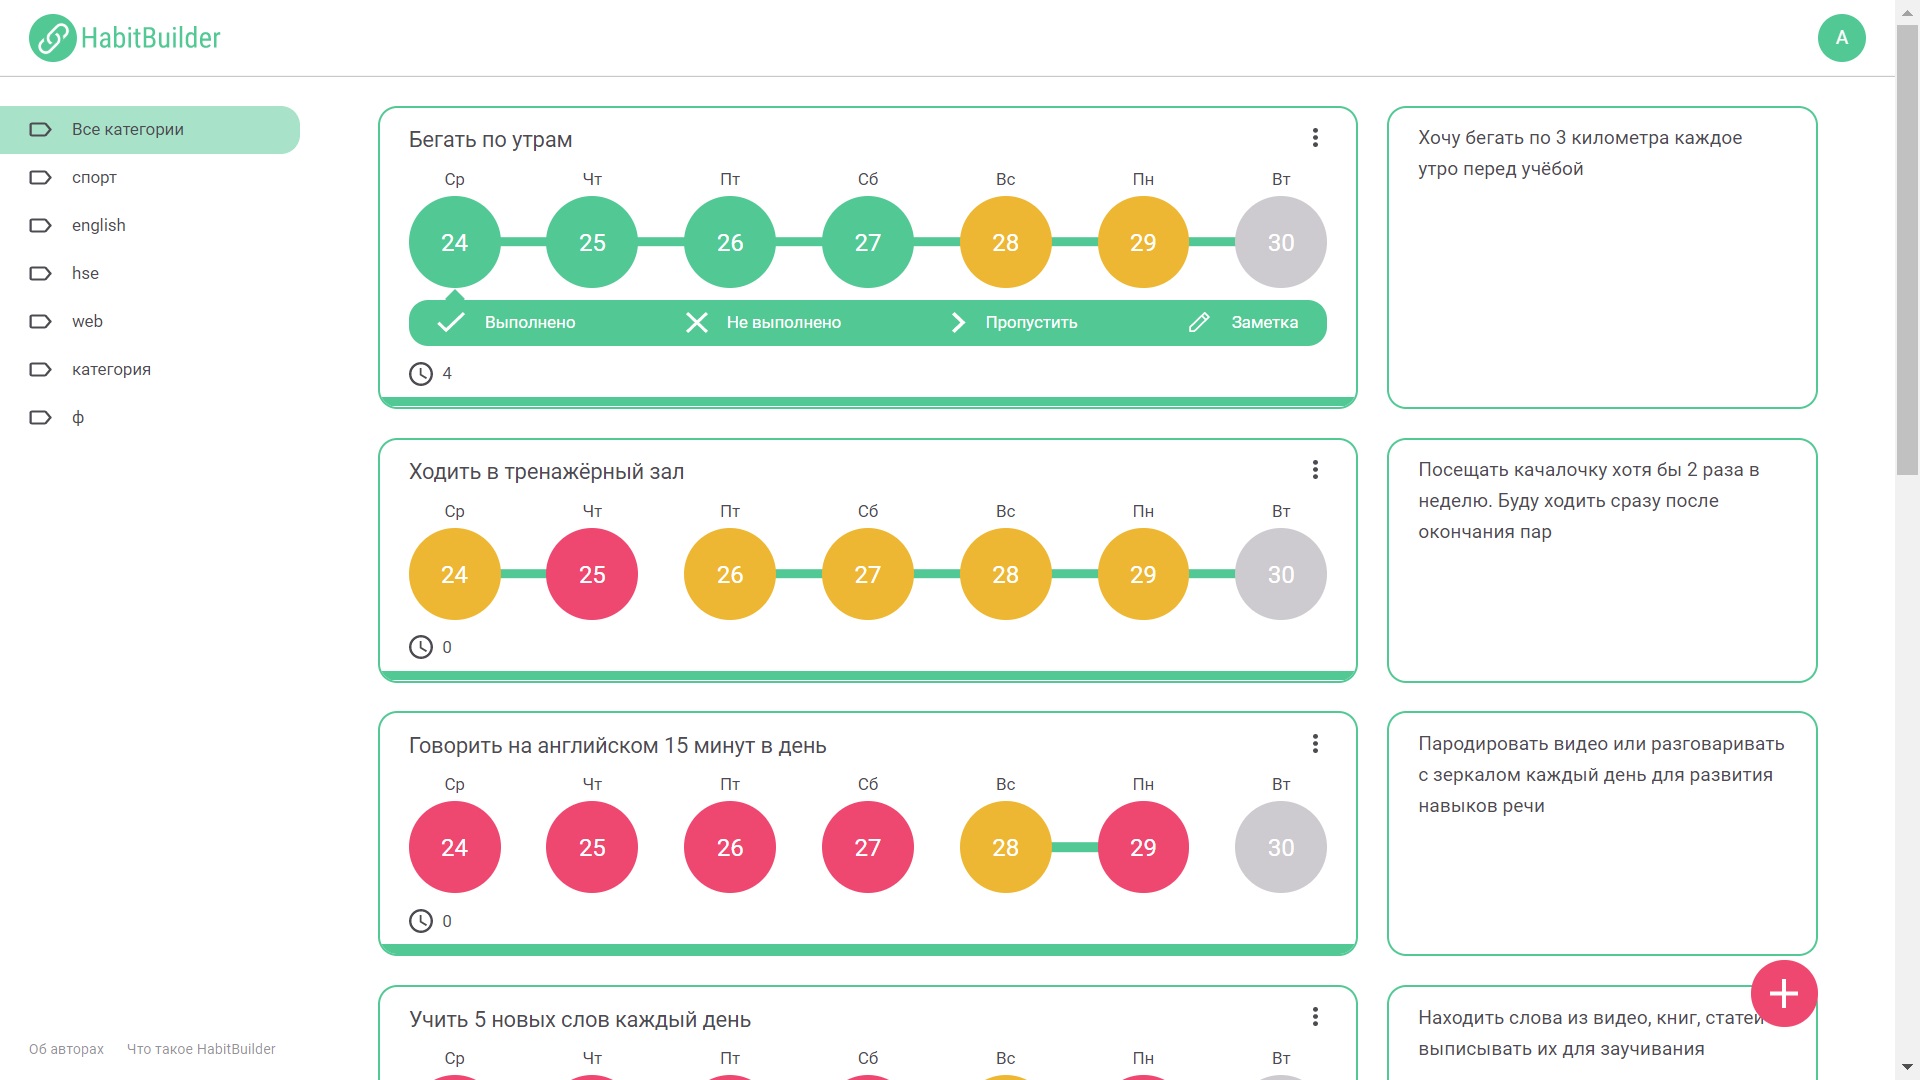 HabitBuilder
A
Все категории
спорт
english
hse
web
категория
ф
Об авторах
Что такое HabitBuilder
Бегать по утрам
Ср Чт Пт Сб Вс Пн Вт
24 25 26 27 28 29 30
Выполнено Не выполнено Пропустить Заметка
4
Хочу бегать по 3 километра каждое
утро перед учёбой
Ходить в тренажёрный зал
Ср Чт Пт Сб Вс Пн Вт
24 25 26 27 28 29 30
0
Посещать качалочку хотя бы 2 раза в
неделю. Буду ходить сразу после
окончания пар
Говорить на английском 15 минут в день
Ср Чт Пт Сб Вс Пн Вт
24 25 26 27 28 29 30
0
Пародировать видео или разговаривать
с зеркалом каждый день для развития
навыков речи
Учить 5 новых слов каждый день
Ср Чт Пт Сб Вс Пн Вт
Находить слова из видео, книг, статей
выписывать их для заучивания